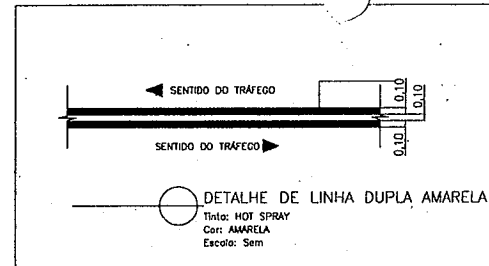 SENTIDO DO TRÁFEGO
0,10
0,10
0,10
SENTIDO DO TRÁFEGO
DETALHE DE LINHA DUPLA AMARELA
Tinta: HOT SPRAY
Cor: AMARELA
Escala: Sem